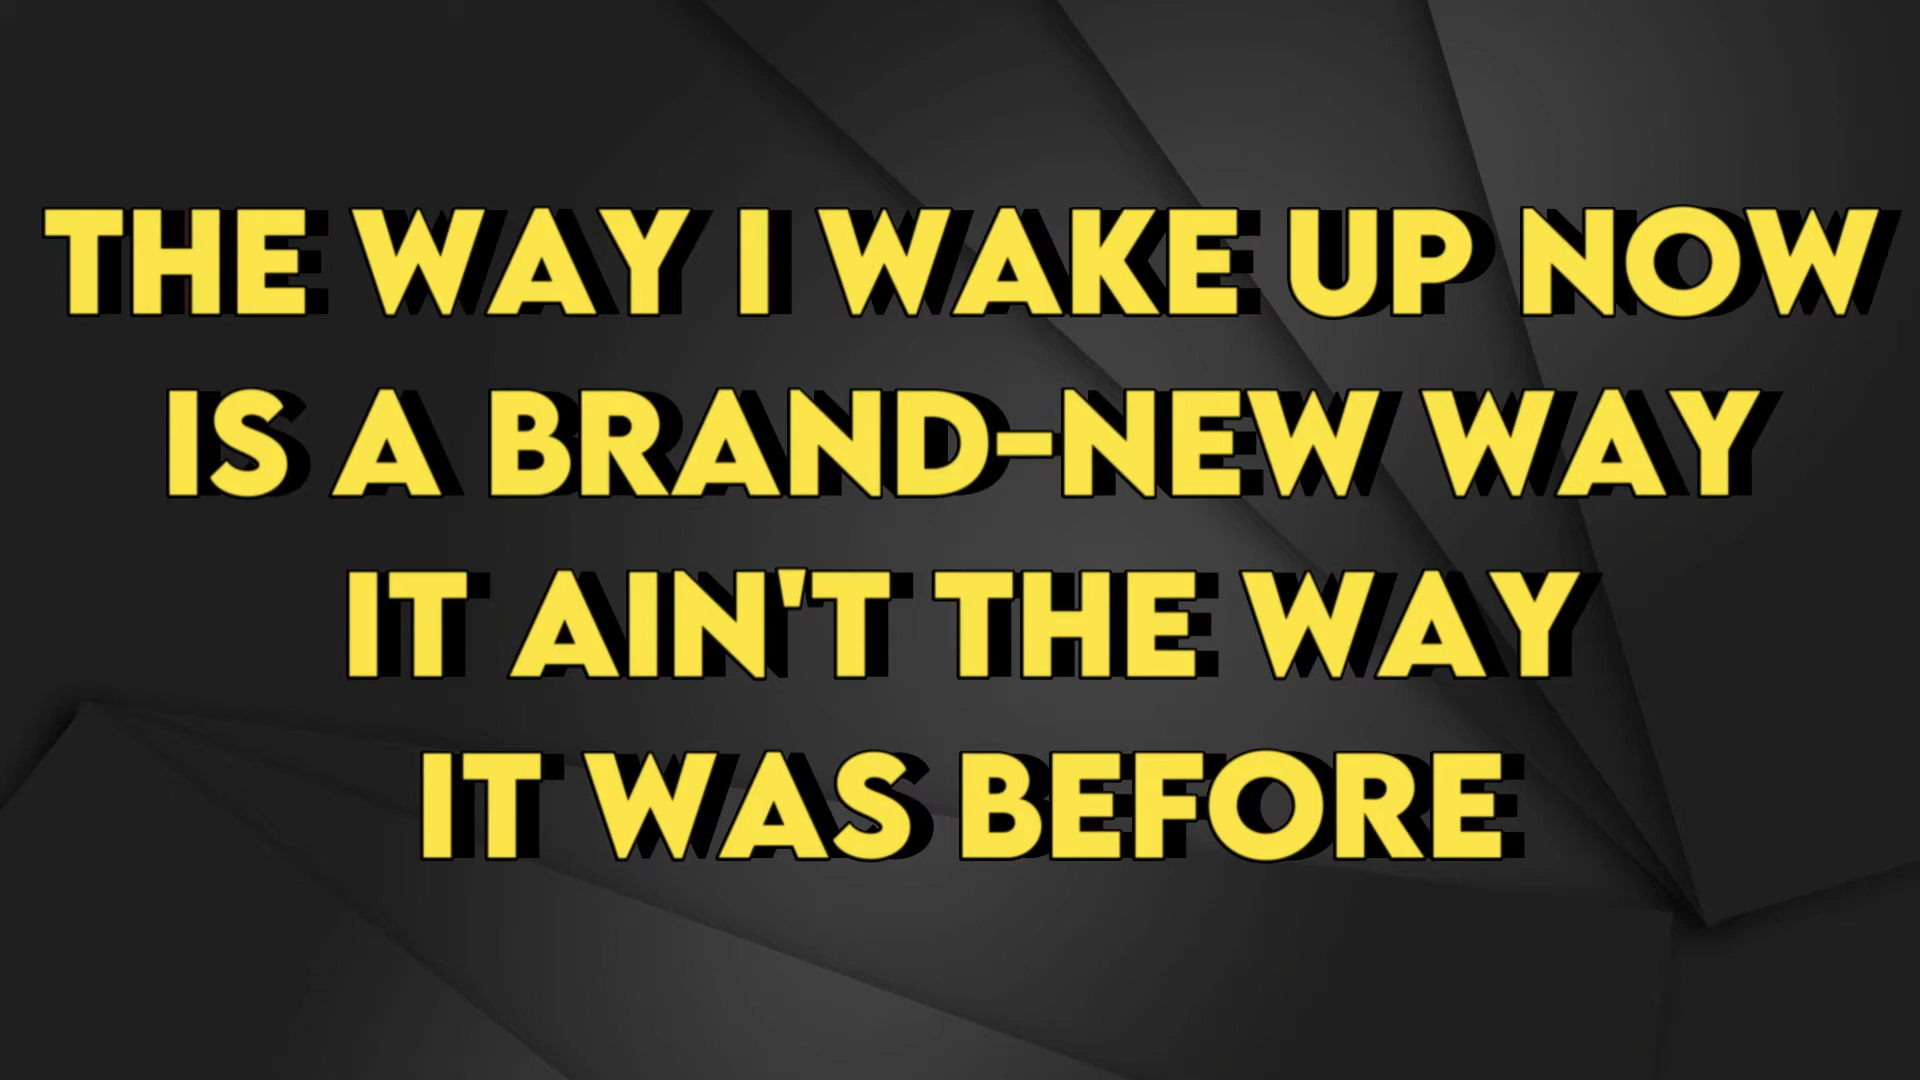 THE WAY I WAKE UP NOW
IS A BRAND-NEW WAY
IT AIN'T THE WAY
IT WAS BEFORE